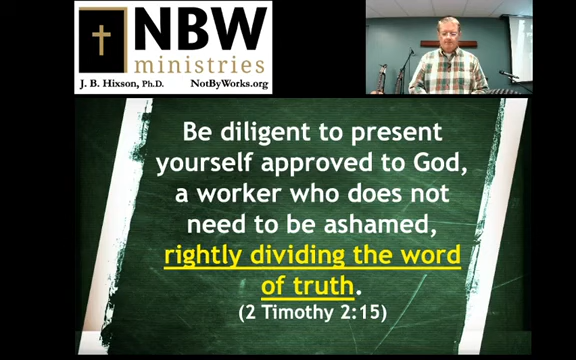 NBW
ministries
J. B. Hixson, Ph.D. NotByWorks.org
Be diligent to present
yourself approved to God,
a worker who does not
need to be ashamed,
rightly dividing the word
of truth.
(2 Timothy 2:15)